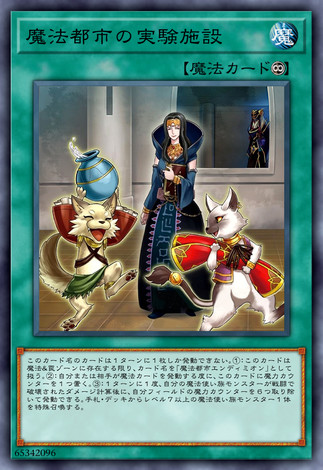 魔法都市の実験施設
魔
【魔法カード】
このカード名のカードは1ターンに1枚しか発動できない。①:このカードは
魔法&罠ゾーンに存在する限り、カード名を「魔法都市エンディミオン」として
扱う。②:自分または相手が魔法カードを発動する度に、このカードに魔力カウ
ンターを1つ置く。③:1ターンに1度、自分の魔法使い族モンスターが戦闘で
破壊されたダメージ計算後に、自分フィールドの魔力カウンターを6つ取り除
いて発動できる。手札・デッキからレベル7以上の魔法使い族モンスター1体
を特殊召喚する。
65342096